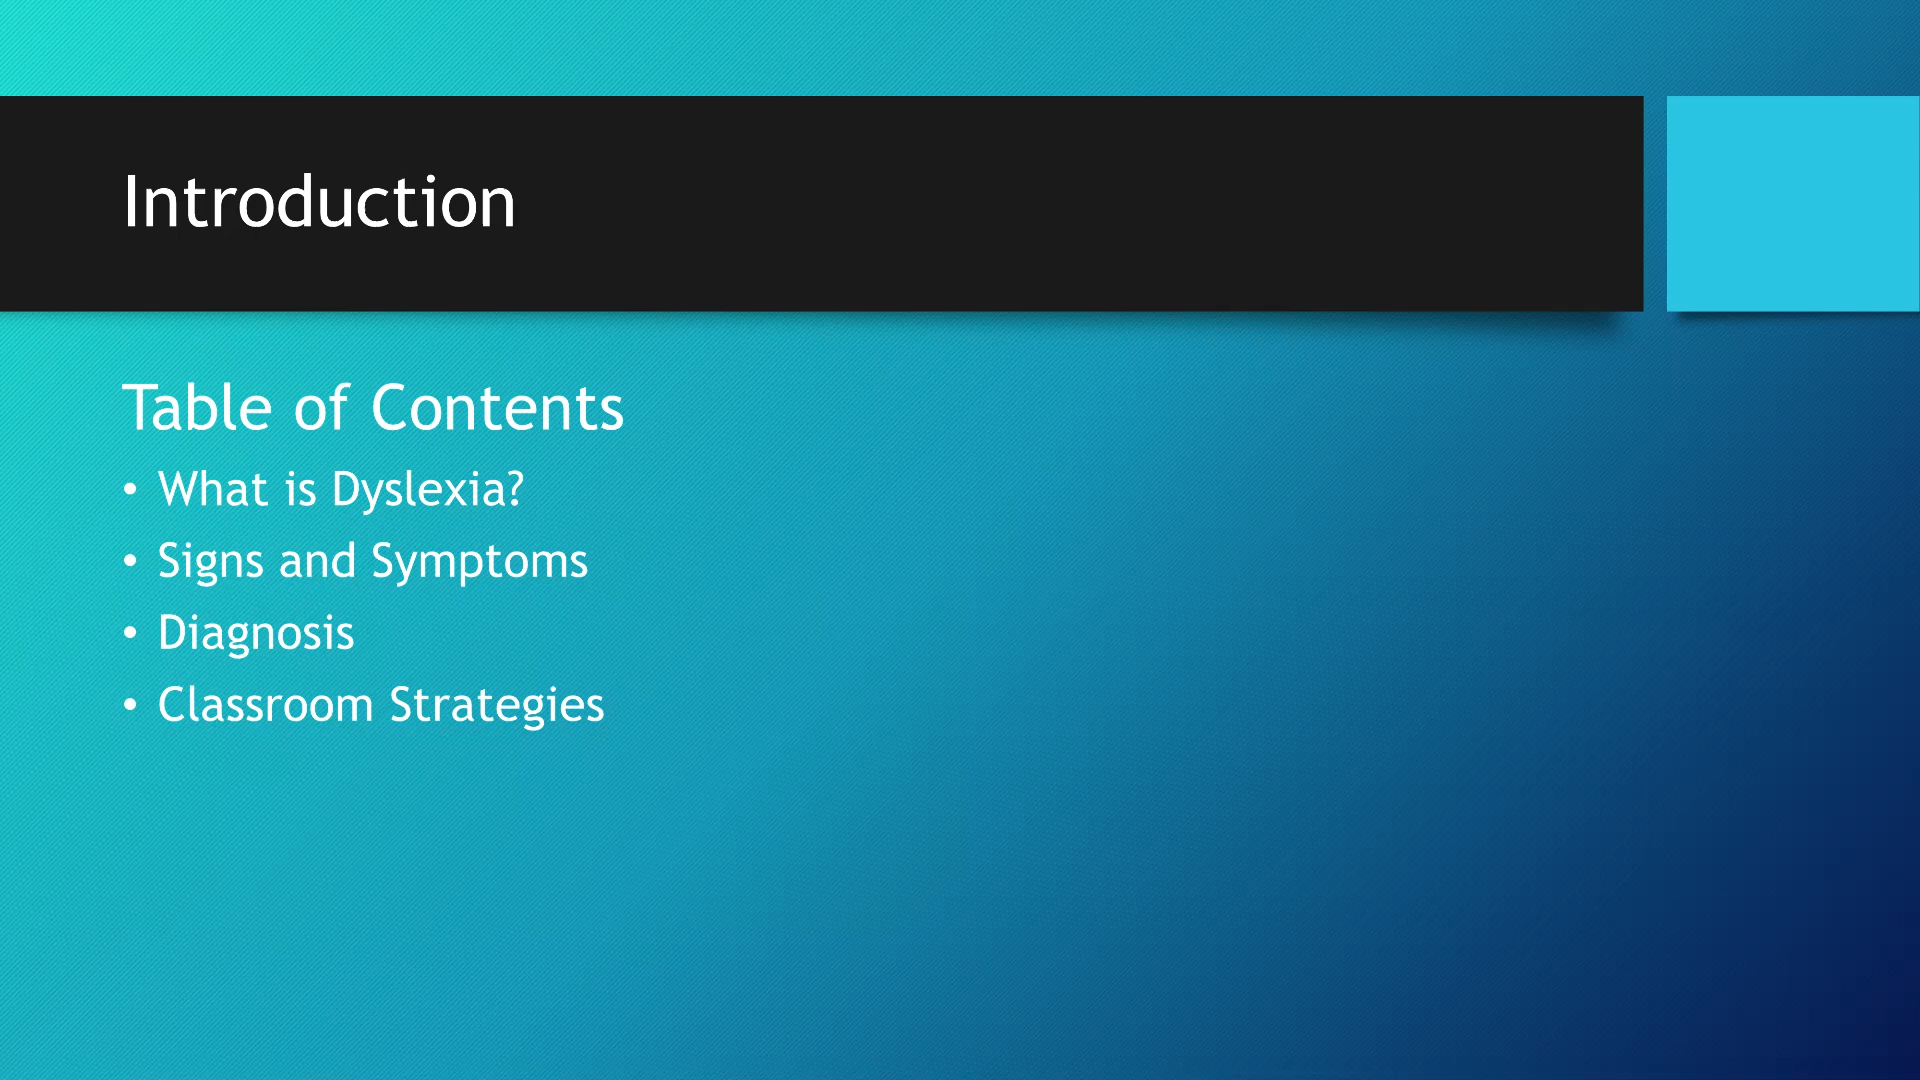 Introduction
Table of Contents
• What is Dyslexia?
• Signs and Symptoms
• Diagnosis
• Classroom Strategies